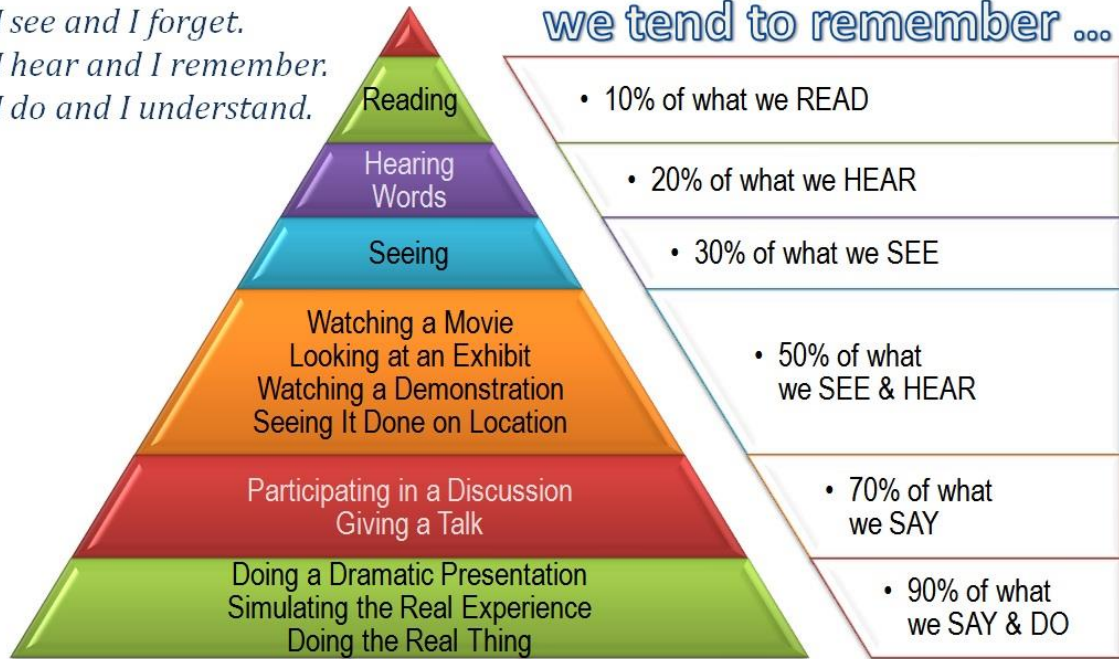 I see and I forget.
I hear and I remember.
I do and I understand.
we tend to remember ...
Reading
• 10% of what we READ
Hearing
Words
• 20% of what we HEAR
Seeing
• 30% of what we SEE
Watching a Movie
Looking at an Exhibit
Watching a Demonstration
Seeing It Done on Location
• 50% of what
we SEE & HEAR
Participating in a Discussion
Giving a Talk
• 70% of what
we SAY
Doing a Dramatic Presentation
Simulating the Real Experience
Doing the Real Thing
• 90% of what
we SAY & DO